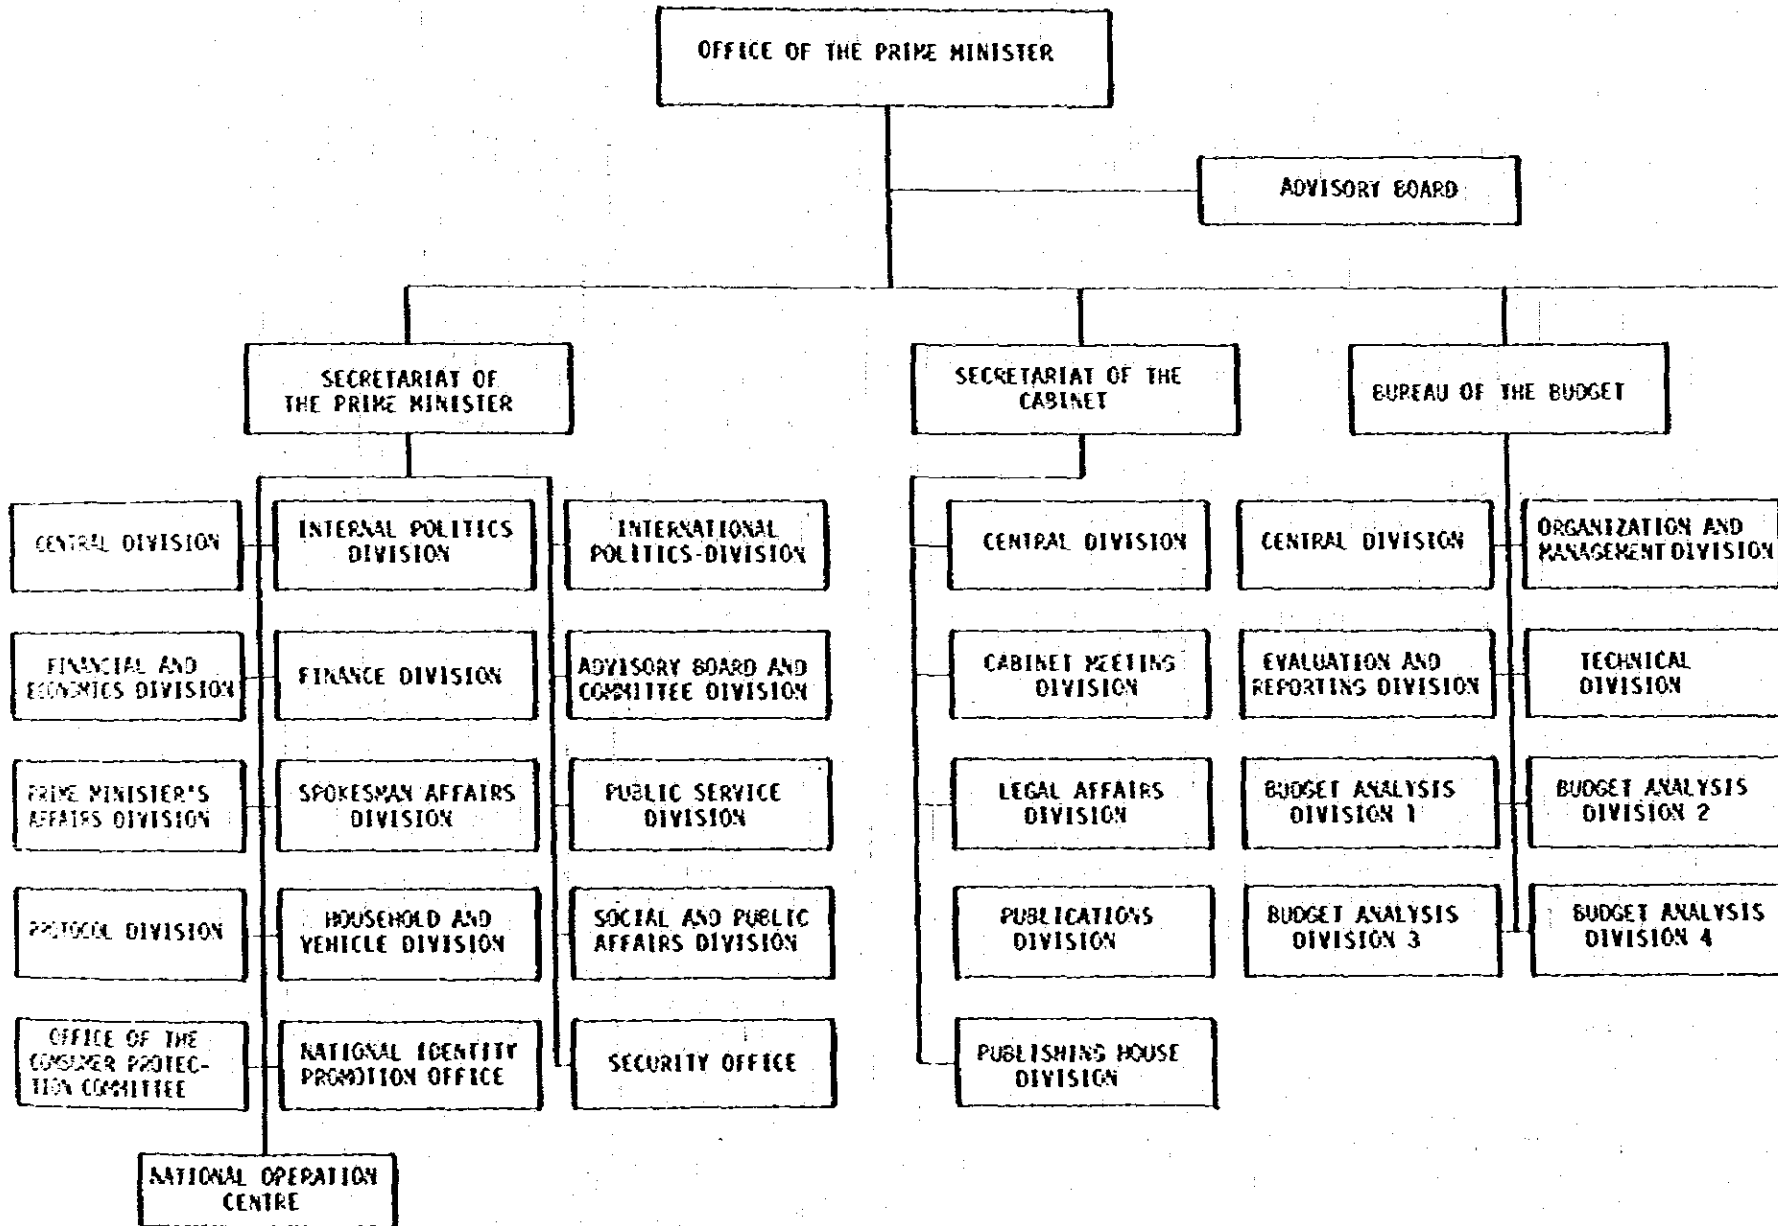 OFFICE OF THE PRIME MINISTER
ADVISORY BOARD
SECRETARIAT OF
THE PRIME MINISTER
SECRETARIAT OF THE
CABINET
BUREAU OF THE BUDGET
CENTRAL DIVISION
INTERNAL POLITICS
DIVISION
INTERNATIONAL
POLITICS-DIVISION
CENTRAL DIVISION
CENTRAL DIVISION
ORGANIZATION AND
MANAGEMENT DIVISION
FINANCIAL AND
ECONOMICS DIVISION
FINANCE DIVISION
ADVISORY BOARD AND
COMMITTEE DIVISION
CABINET MEETING
DIVISION
EVALUATION AND
REPORTING DIVISION
TECHNICAL
DIVISION
PRIME MINISTER'S
AFFAIRS DIVISION
SPOKESMAN AFFAIRS
DIVISION
PUBLIC SERVICE
DIVISION
LEGAL AFFAIRS
DIVISION
BUDGET ANALYSIS
DIVISION 1
BUDGET ANALYSIS
DIVISION 2
PROTOCOL DIVISION
HOUSEHOLD AND
VEHICLE DIVISION
SOCIAL AND PUBLIC
AFFAIRS DIVISION
PUBLICATIONS
DIVISION
BUDGET ANALYSIS
DIVISION 3
BUDGET ANALYSIS
DIVISION 4
OFFICE OF THE
CONSUMER PROTEC-
TION COMMITTEE
NATIONAL IDENTITY
PROMOTION OFFICE
SECURITY OFFICE
PUBLISHING HOUSE
DIVISION
NATIONAL OPERATION
CENTRE